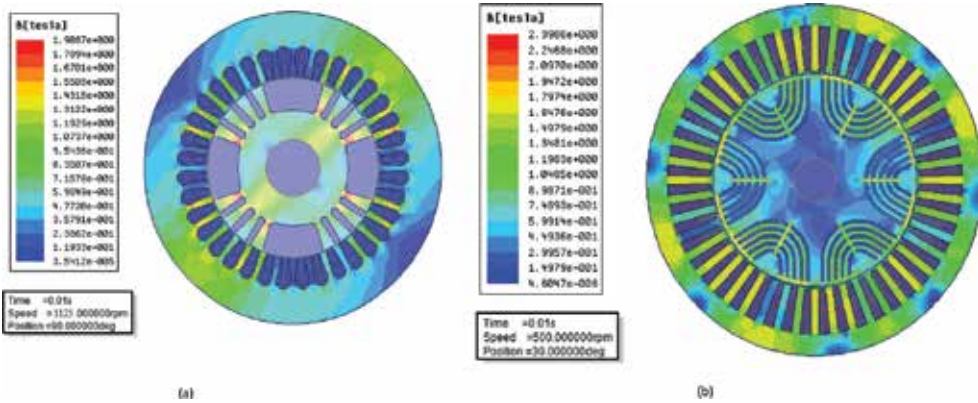 B[tesla]
1.9087e+000
1.7894e+000
1.6701e+000
1.5508e+000
1.4315e+000
1.3122e+000
1.1929e+000
1.0737e+000
9.5436e-001
8.3507e-001
7.1578e-001
5.9649e-001
4.7720e-001
3.5791e-001
2.3862e-001
1.1933e-001
3.5412e-005
Time =0.01s
Speed
Position =90.000000deg
(a)
B[tesla]
2.3966e+000
2.2468e+000
2.0970e+000
1.9472e+000
1.7974e+000
1.6476e+000
1.4979e+000
1.3481e+000
1.1983e+000
1.0485e+000
8.9871e-001
7.4893e-001
5.9914e-001
4.4936e-001
2.9957e-001
1.4979e-001
4.6047e-006
Time =0.01s
Speed =500.000000rpm
Position =30.000000deg
(b)